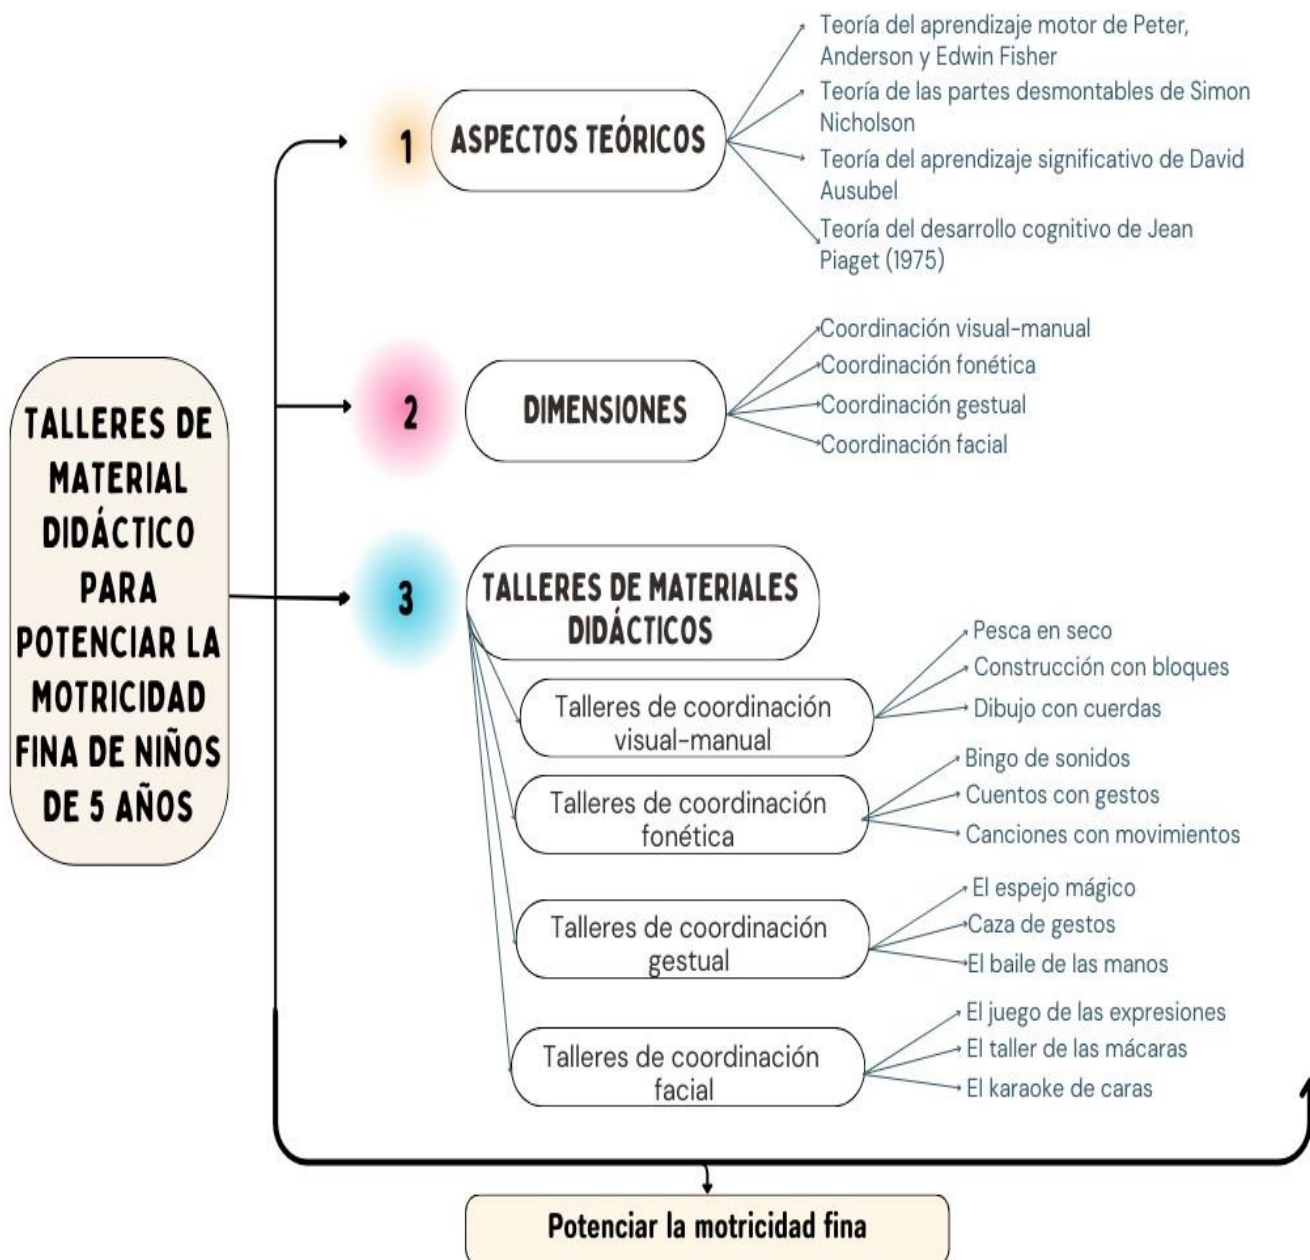 TALLERES DE
MATERIAL
DIDÁCTICO
PARA
POTENCIAR LA
MOTRICIDAD
FINA DE NIÑOS
DE 5 AÑOS
1
ASPECTOS TEÓRICOS
Teoría del aprendizaje motor de Peter,
Anderson y Edwin Fisher
Teoría de las partes desmontables de Simon
Nicholson
Teoría del aprendizaje significativo de David
Ausubel
Teoría del desarrollo cognitivo de Jean
Piaget (1975)
2
DIMENSIONES
Coordinación visual-manual
Coordinación fonética
Coordinación gestual
Coordinación facial
3
TALLERES DE MATERIALES
DIDÁCTICOS
Talleres de coordinación
visual-manual
Pesca en seco
Construcción con bloques
Dibujo con cuerdas
Talleres de coordinación
fonética
Bingo de sonidos
Cuentos con gestos
Canciones con movimientos
Talleres de coordinación
gestual
El espejo mágico
Caza de gestos
El baile de las manos
Talleres de coordinación
facial
El juego de las expresiones
El taller de las mácaras
El karaoke de caras
Potenciar la motricidad fina